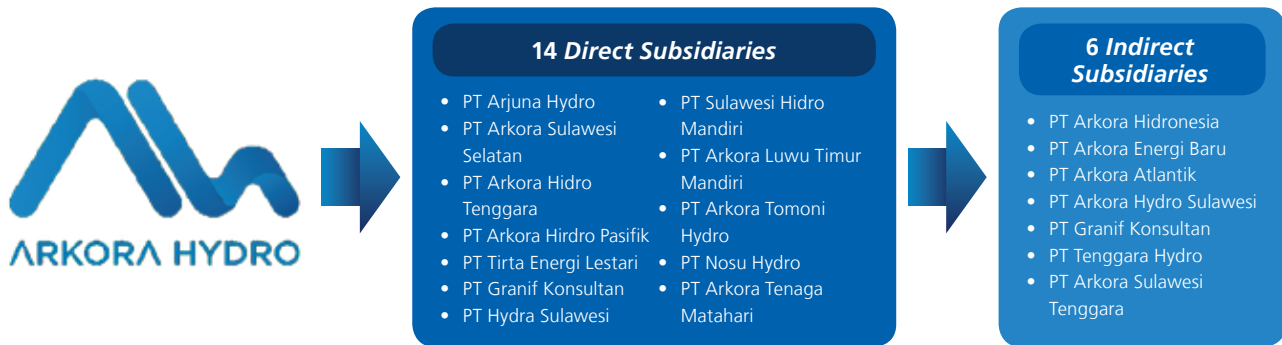 ARKORA HYDRO
14 Direct Subsidiaries
• PT Arjuna Hydro
• PT Arkora Sulawesi
Selatan
• PT Arkora Hidro
Tenggara
• PT Arkora Hirdro Pasifik
• PT Tirta Energi Lestari
• PT Granif Konsultan
• PT Hydra Sulawesi
• PT Sulawesi Hidro
Mandiri
• PT Arkora Luwu Timur
Mandiri
• PT Arkora Tomoni
Hydro
• PT Nosu Hydro
• PT Arkora Tenaga
Matahari
6 Indirect
Subsidiaries
• PT Arkora Hidronesia
• PT Arkora Energi Baru
• PT Arkora Atlantik
• PT Arkora Hydro Sulawesi
• PT Granif Konsultan
• PT Tenggara Hydro
• PT Arkora Sulawesi
Tenggara